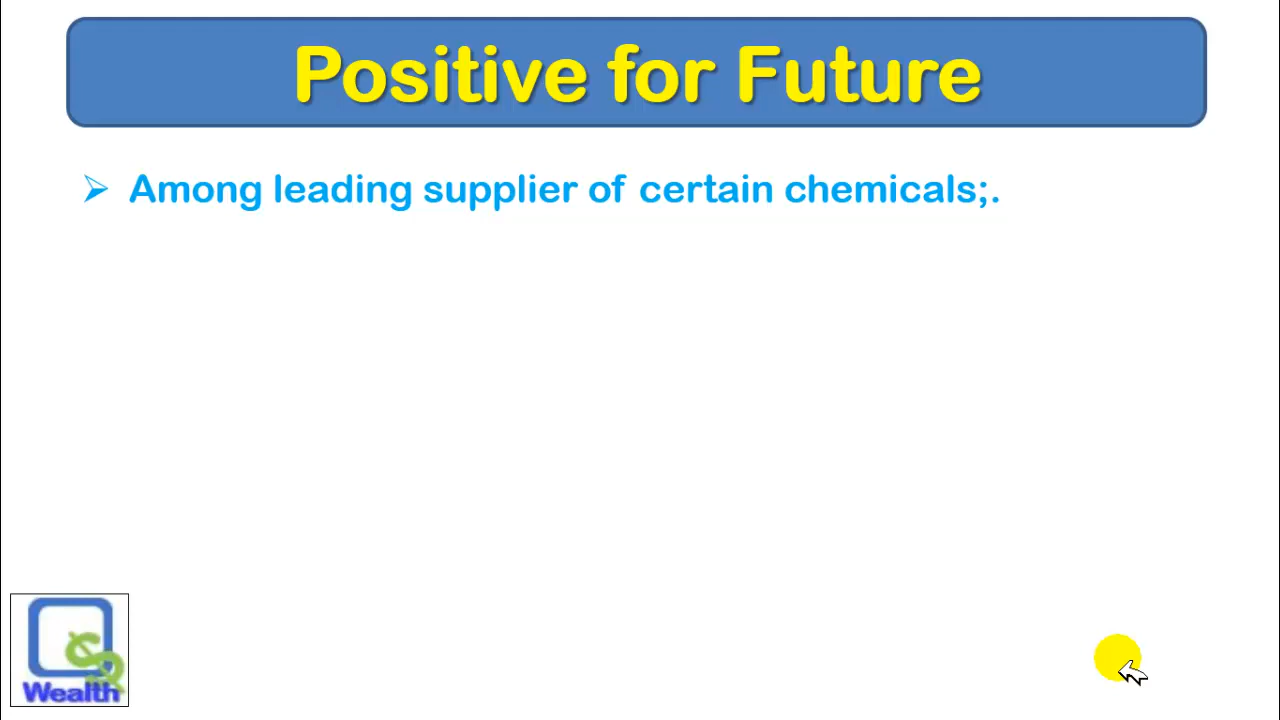 Positive for Future
Among leading supplier of certain chemicals;.
Wealth